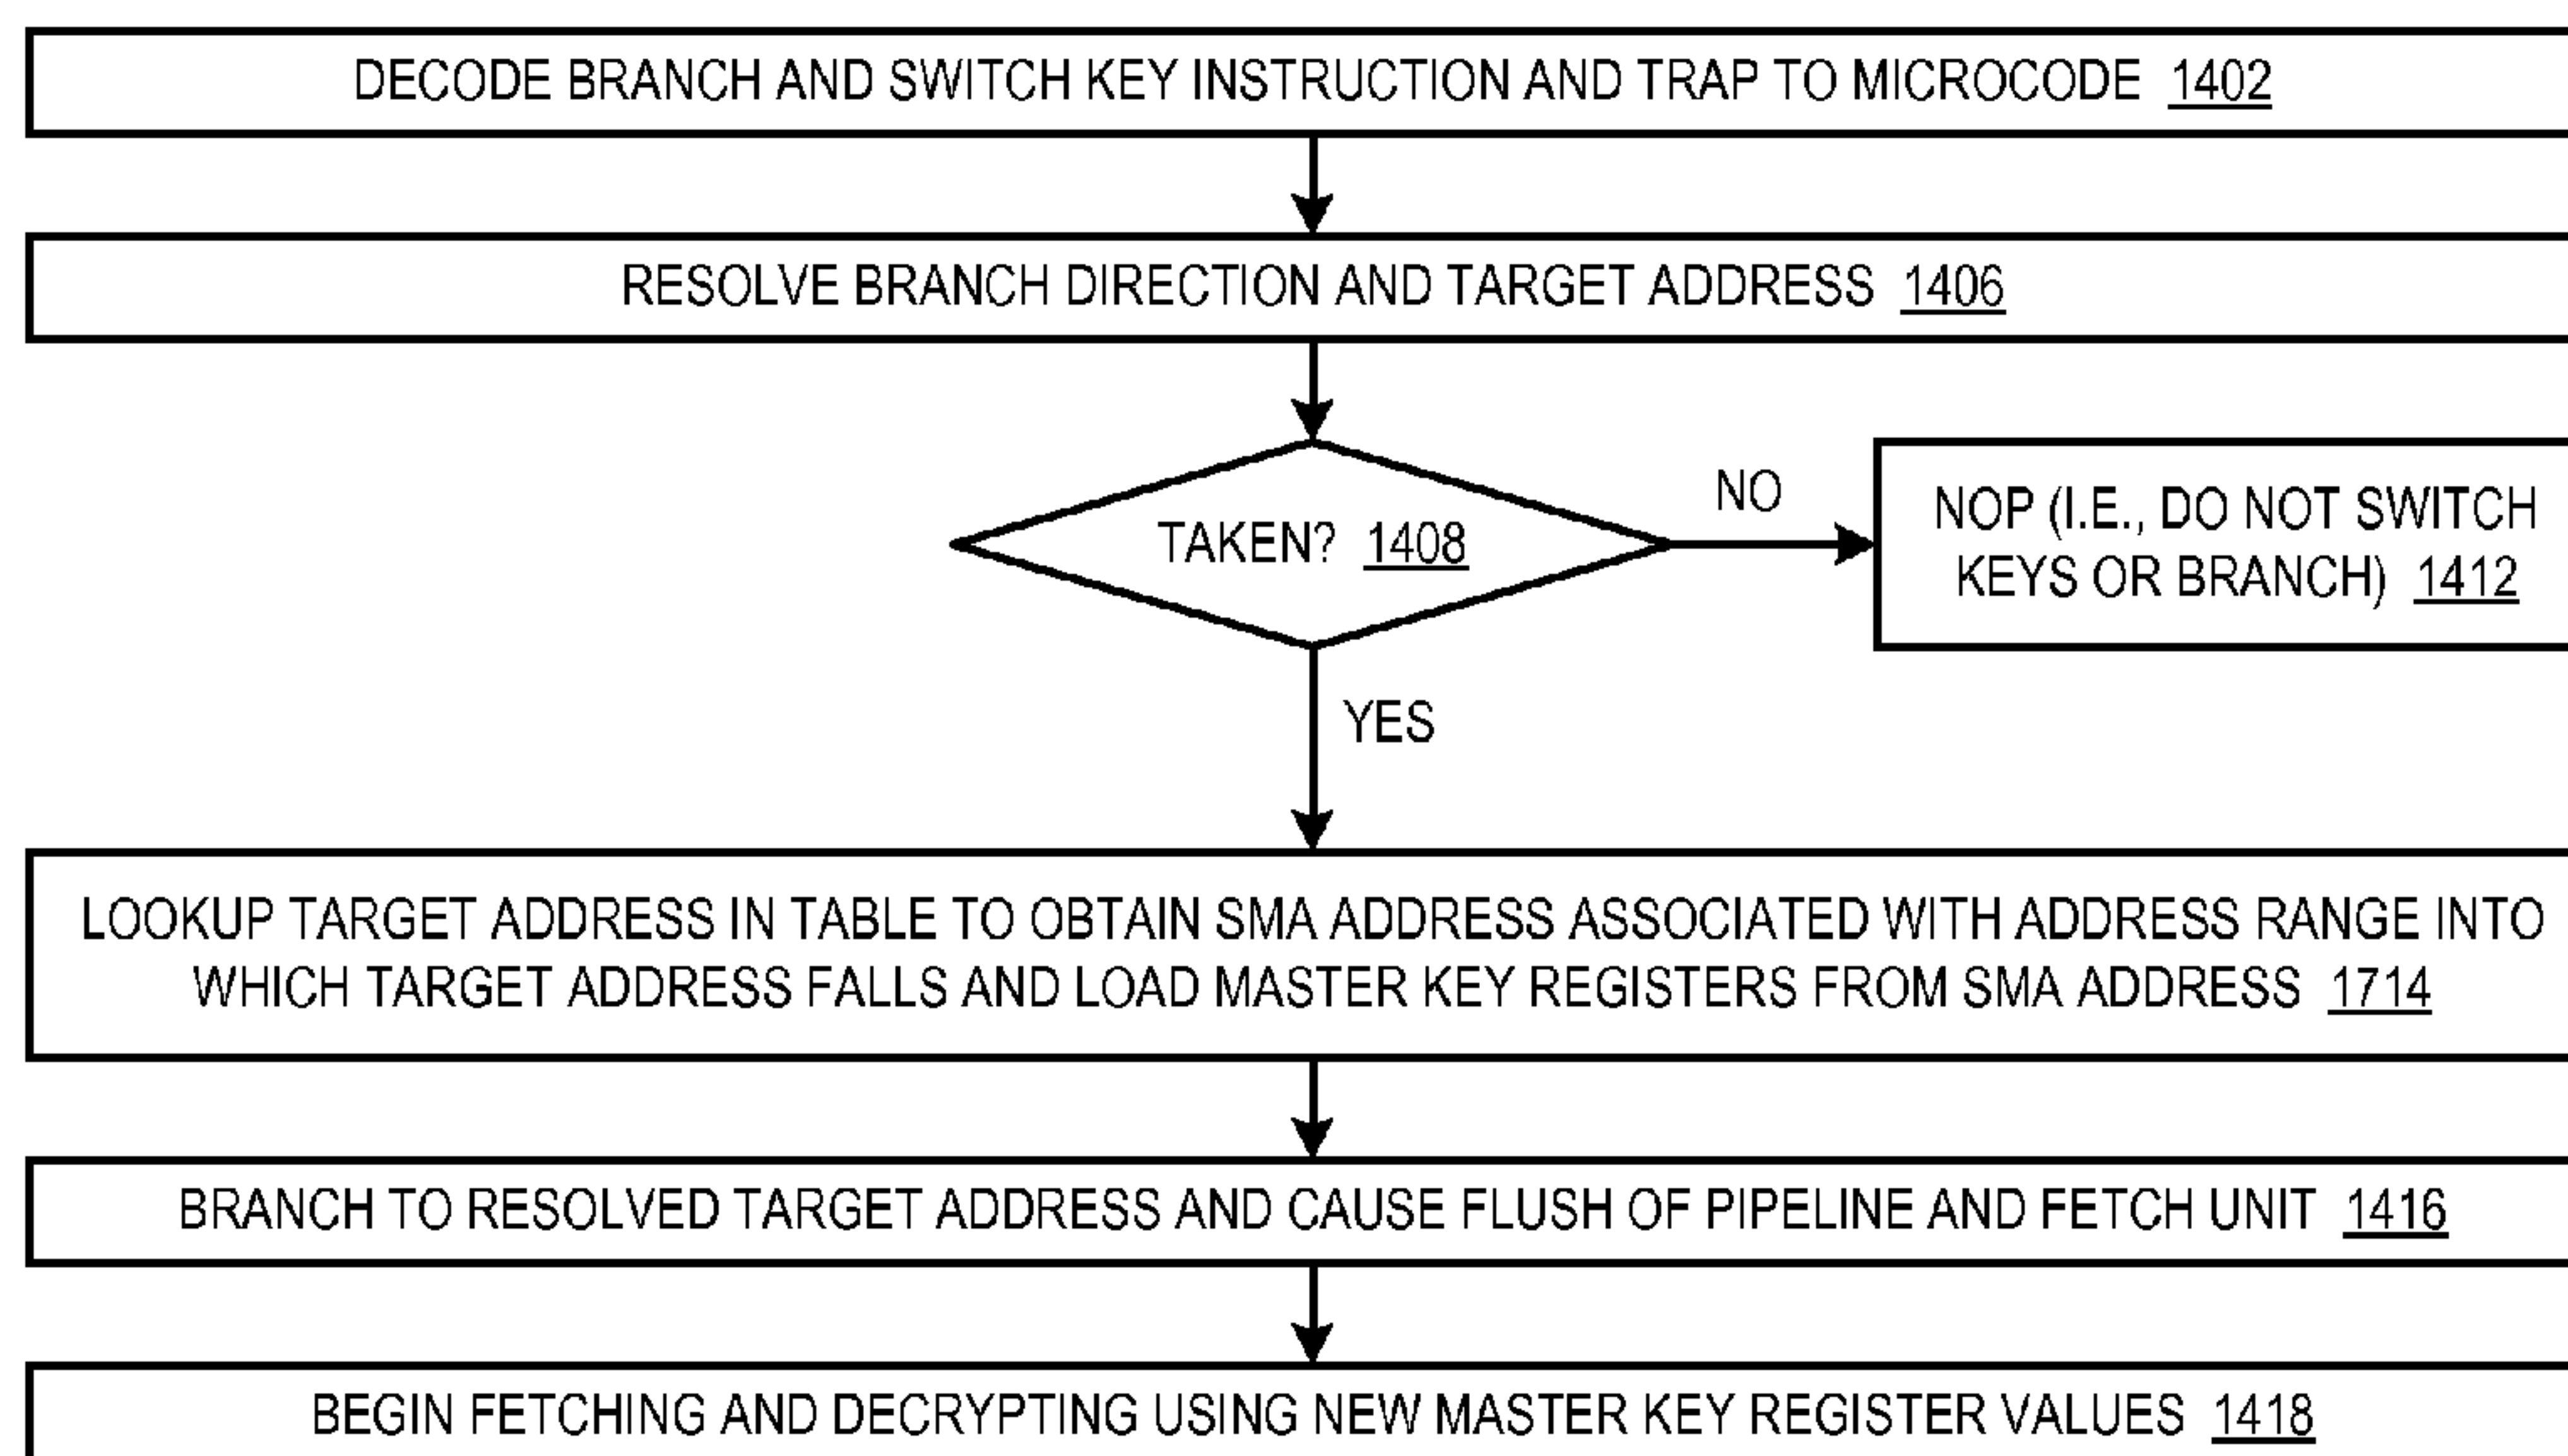 DECODE BRANCH AND SWITCH KEY INSTRUCTION AND TRAP TO MICROCODE 1402
RESOLVE BRANCH DIRECTION AND TARGET ADDRESS 1406
TAKEN? 1408
NO
NOP (I.E., DO NOT SWITCH
KEYS OR BRANCH) 1412
YES
LOOKUP TARGET ADDRESS IN TABLE TO OBTAIN SMA ADDRESS ASSOCIATED WITH ADDRESS RANGE INTO
WHICH TARGET ADDRESS FALLS AND LOAD MASTER KEY REGISTERS FROM SMA ADDRESS 1714
BRANCH TO RESOLVED TARGET ADDRESS AND CAUSE FLUSH OF PIPELINE AND FETCH UNIT 1416
BEGIN FETCHING AND DECRYPTING USING NEW MASTER KEY REGISTER VALUES 1418